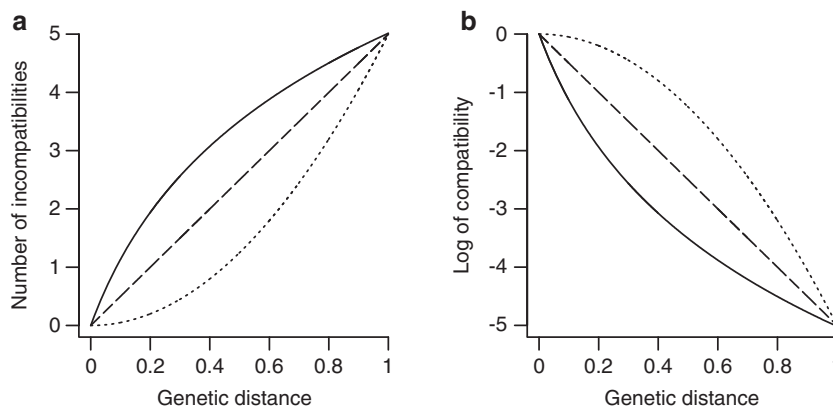 a
Number of incompatibilities
5
4
3
2
1
0
0 0.2 0.4 0.6 0.8 1
Genetic distance
b
Log of compatibility
0
-1
-2
-3
-4
-5
0 0.2 0.4 0.6 0.8
Genetic distance